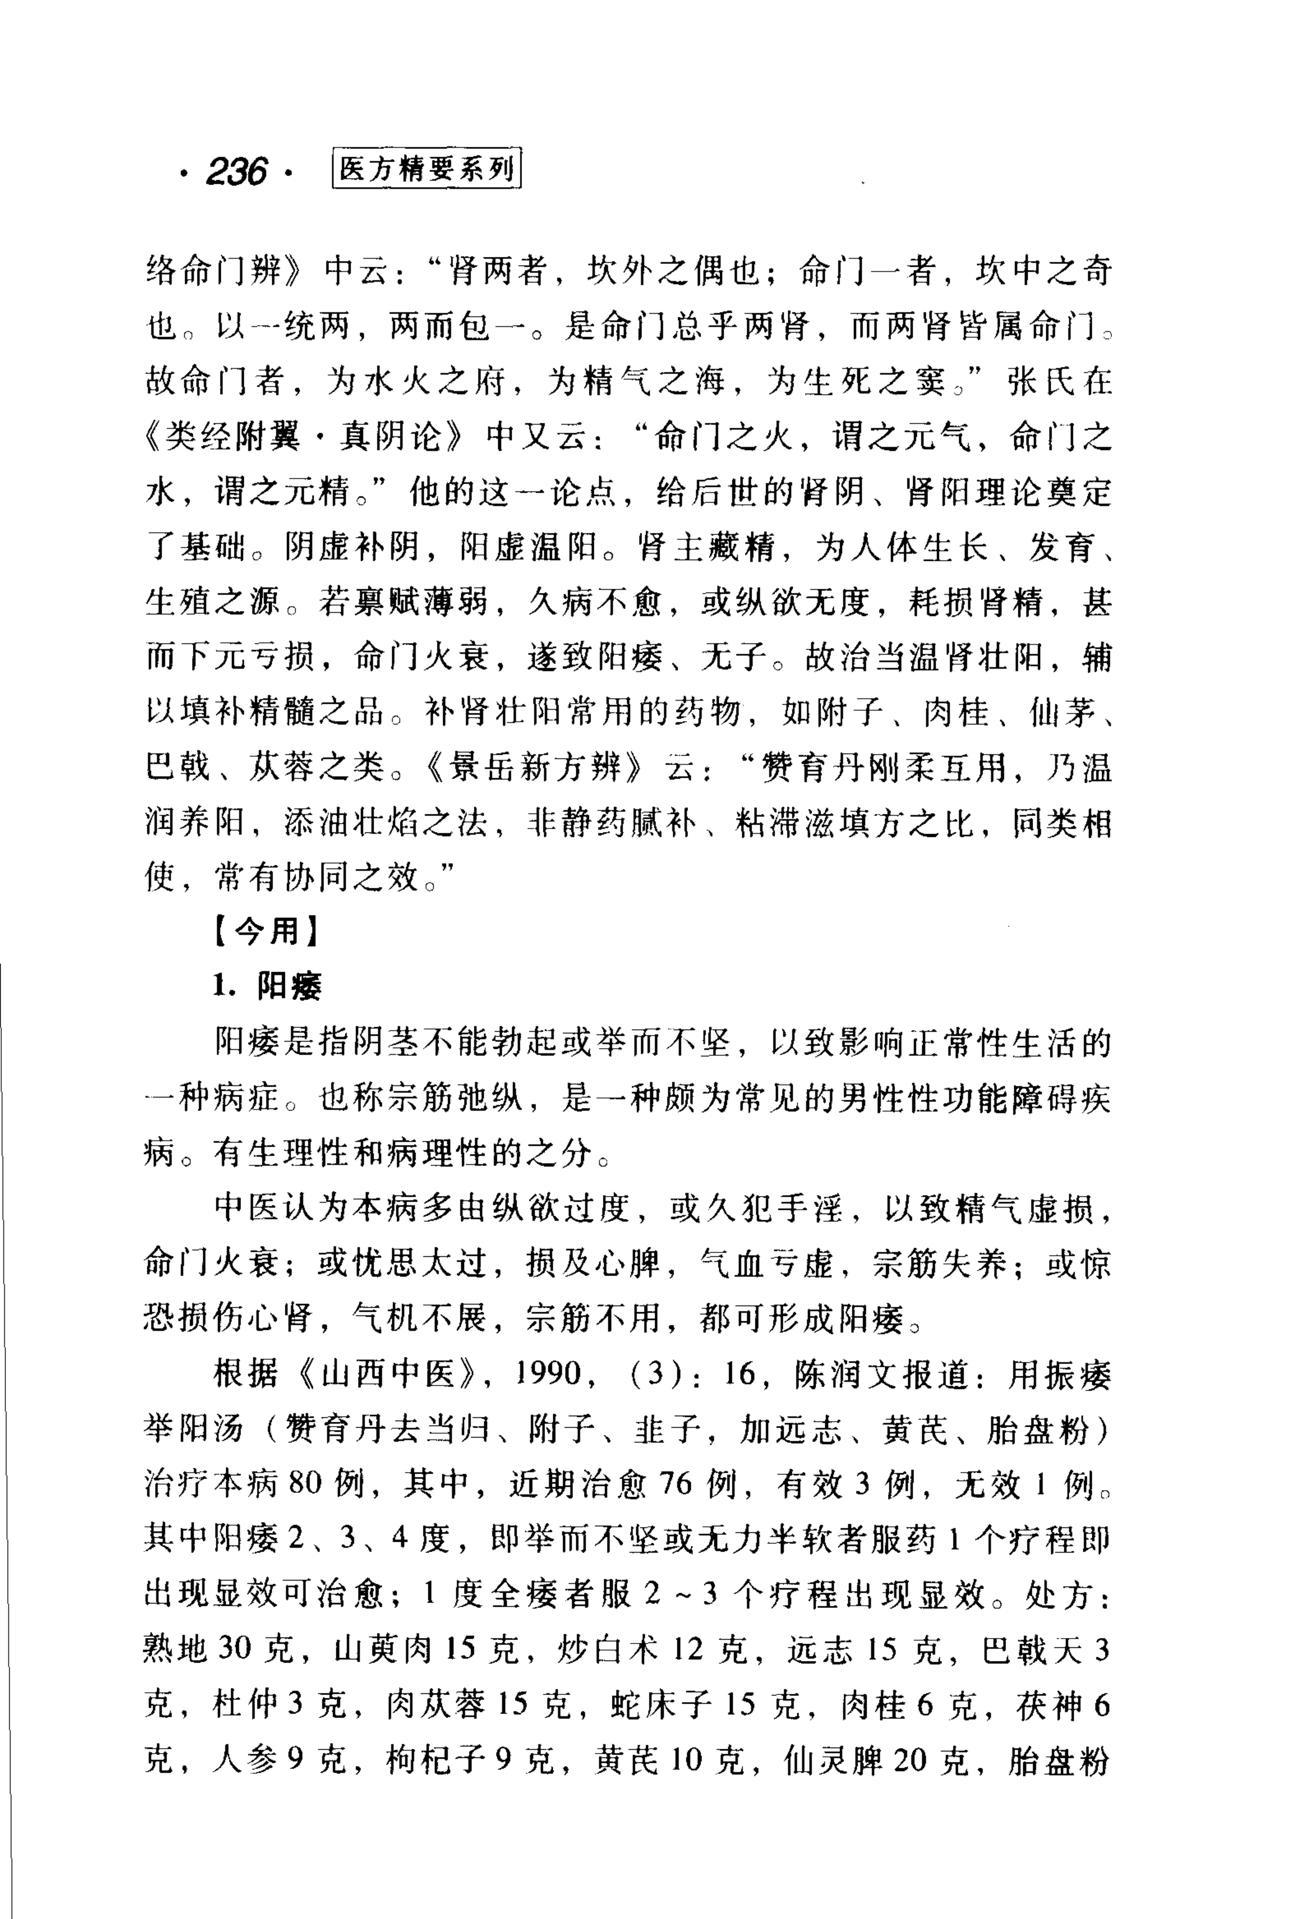 ·236· 医方精要系列
络命门辨》中云：“肾两者，坎外之偶也；命门一者，坎中之奇
也。以一统两，两而包一。是命门总乎两肾，而两肾皆属命门。
故命门者，为水火之府，为精气之海，为生死之窦。”张氏在
《类经附翼·真阴论》中又云：“命门之火，谓之元气，命门之
水，谓之元精。”他的这一论点，给后世的肾阴、肾阳理论奠定
了基础。阴虚补阴，阳虚温阳。肾主藏精，为人体生长、发育、
生殖之源。若禀赋薄弱，久病不愈，或纵欲无度，耗损肾精，甚
而下元亏损，命门火衰，遂致阳痿、无子。故治当温肾壮阳，辅
以填补精髓之品。补肾壮阳常用的药物，如附子、肉桂、仙茅、
巴戟、苁蓉之类。《景岳新方辨》云：“赞育丹刚柔互用，乃温
润养阳，添油壮焰之法，非静药腻补、粘滞滋填方之比，同类相
使，常有协同之效。”
【今用】
1. 阳痿
阳痿是指阴茎不能勃起或举而不坚，以致影响正常性生活的
一种病症。也称宗筋弛纵，是一种颇为常见的男性性功能障碍疾
病。有生理性和病理性的之分。
中医认为本病多由纵欲过度，或久犯手淫，以致精气虚损，
命门火衰；或忧思太过，损及心脾，气血亏虚，宗筋失养；或惊
恐损伤心肾，气机不展，宗筋不用，都可形成阳痿。
根据《山西中医》，1990，（3）：16，陈润文报道：用振痿
举阳汤（赞育丹去当归、附子、韭子，加远志、黄芪、胎盘粉）
治疗本病80例，其中，近期治愈76例，有效3例，无效1例。
其中阳痿2、3、4度，即举而不坚或无力半软者服药1个疗程即
出现显效可治愈；1度全痿者服2～3个疗程出现显效。处方：
熟地30克，山萸肉15克，炒白术12克，远志15克，巴戟天3
克，杜仲3克，肉苁蓉15克，蛇床子15克，肉桂6克，茯神6
克，人参9克，枸杞子9克，黄芪10克，仙灵脾20克，胎盘粉